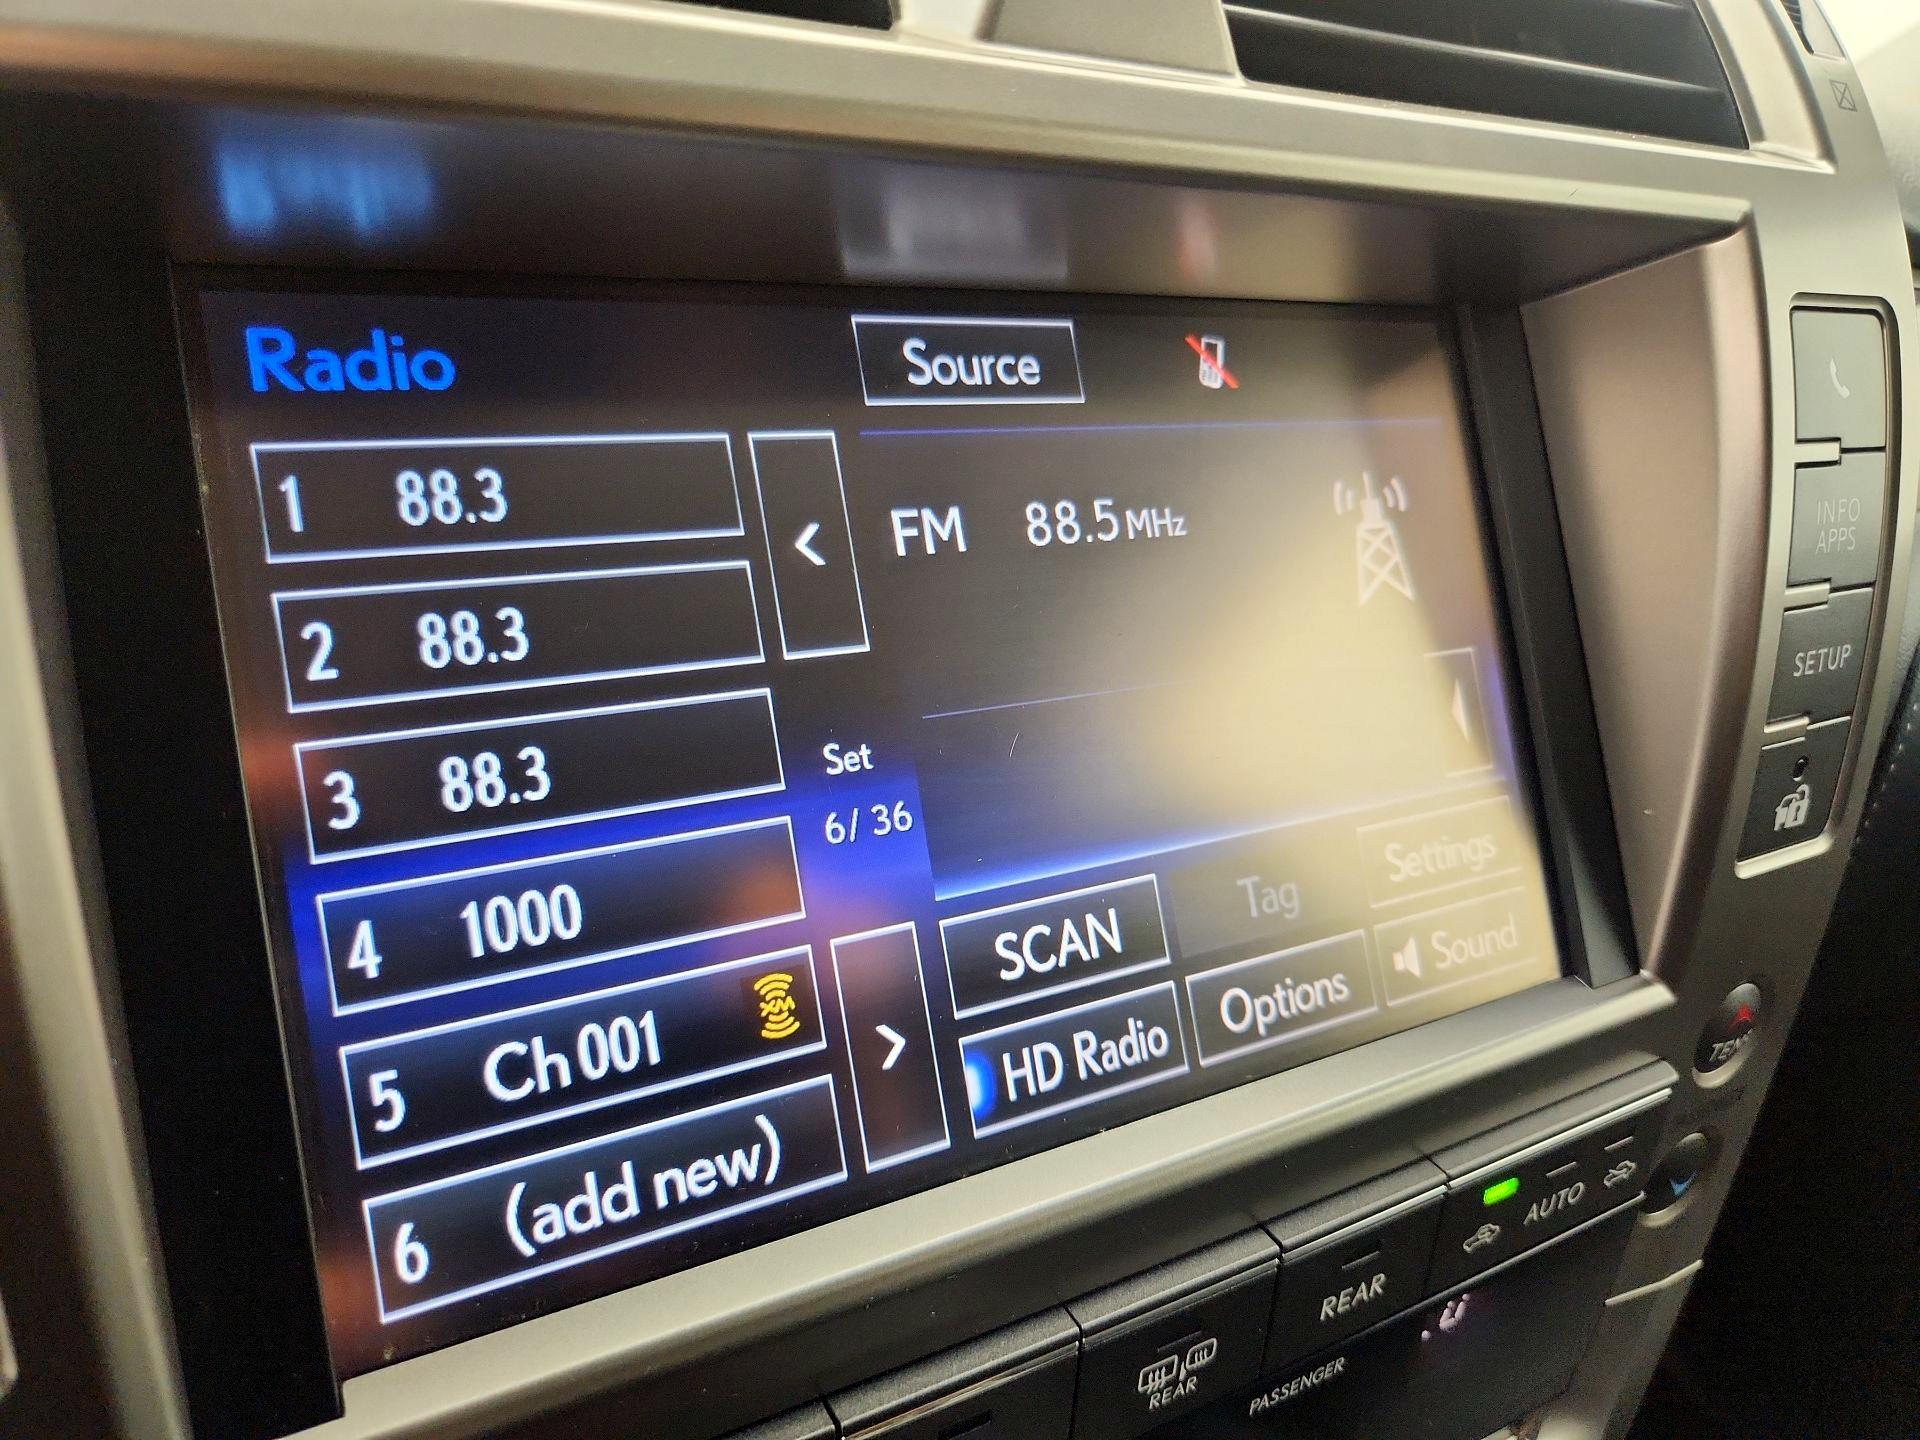 Radio
Source
1 88.3
2 88.3
3 88.3
4 1000
5 Ch 001 XM
6 (add new)
<
Set
6/ 36
>
FM 88.5 MHz
SCAN
Tag
Settings
HD Radio
Options
Sound
INFO
APPS
SETUP
AUTO
REAR
REAR
PASSENGER